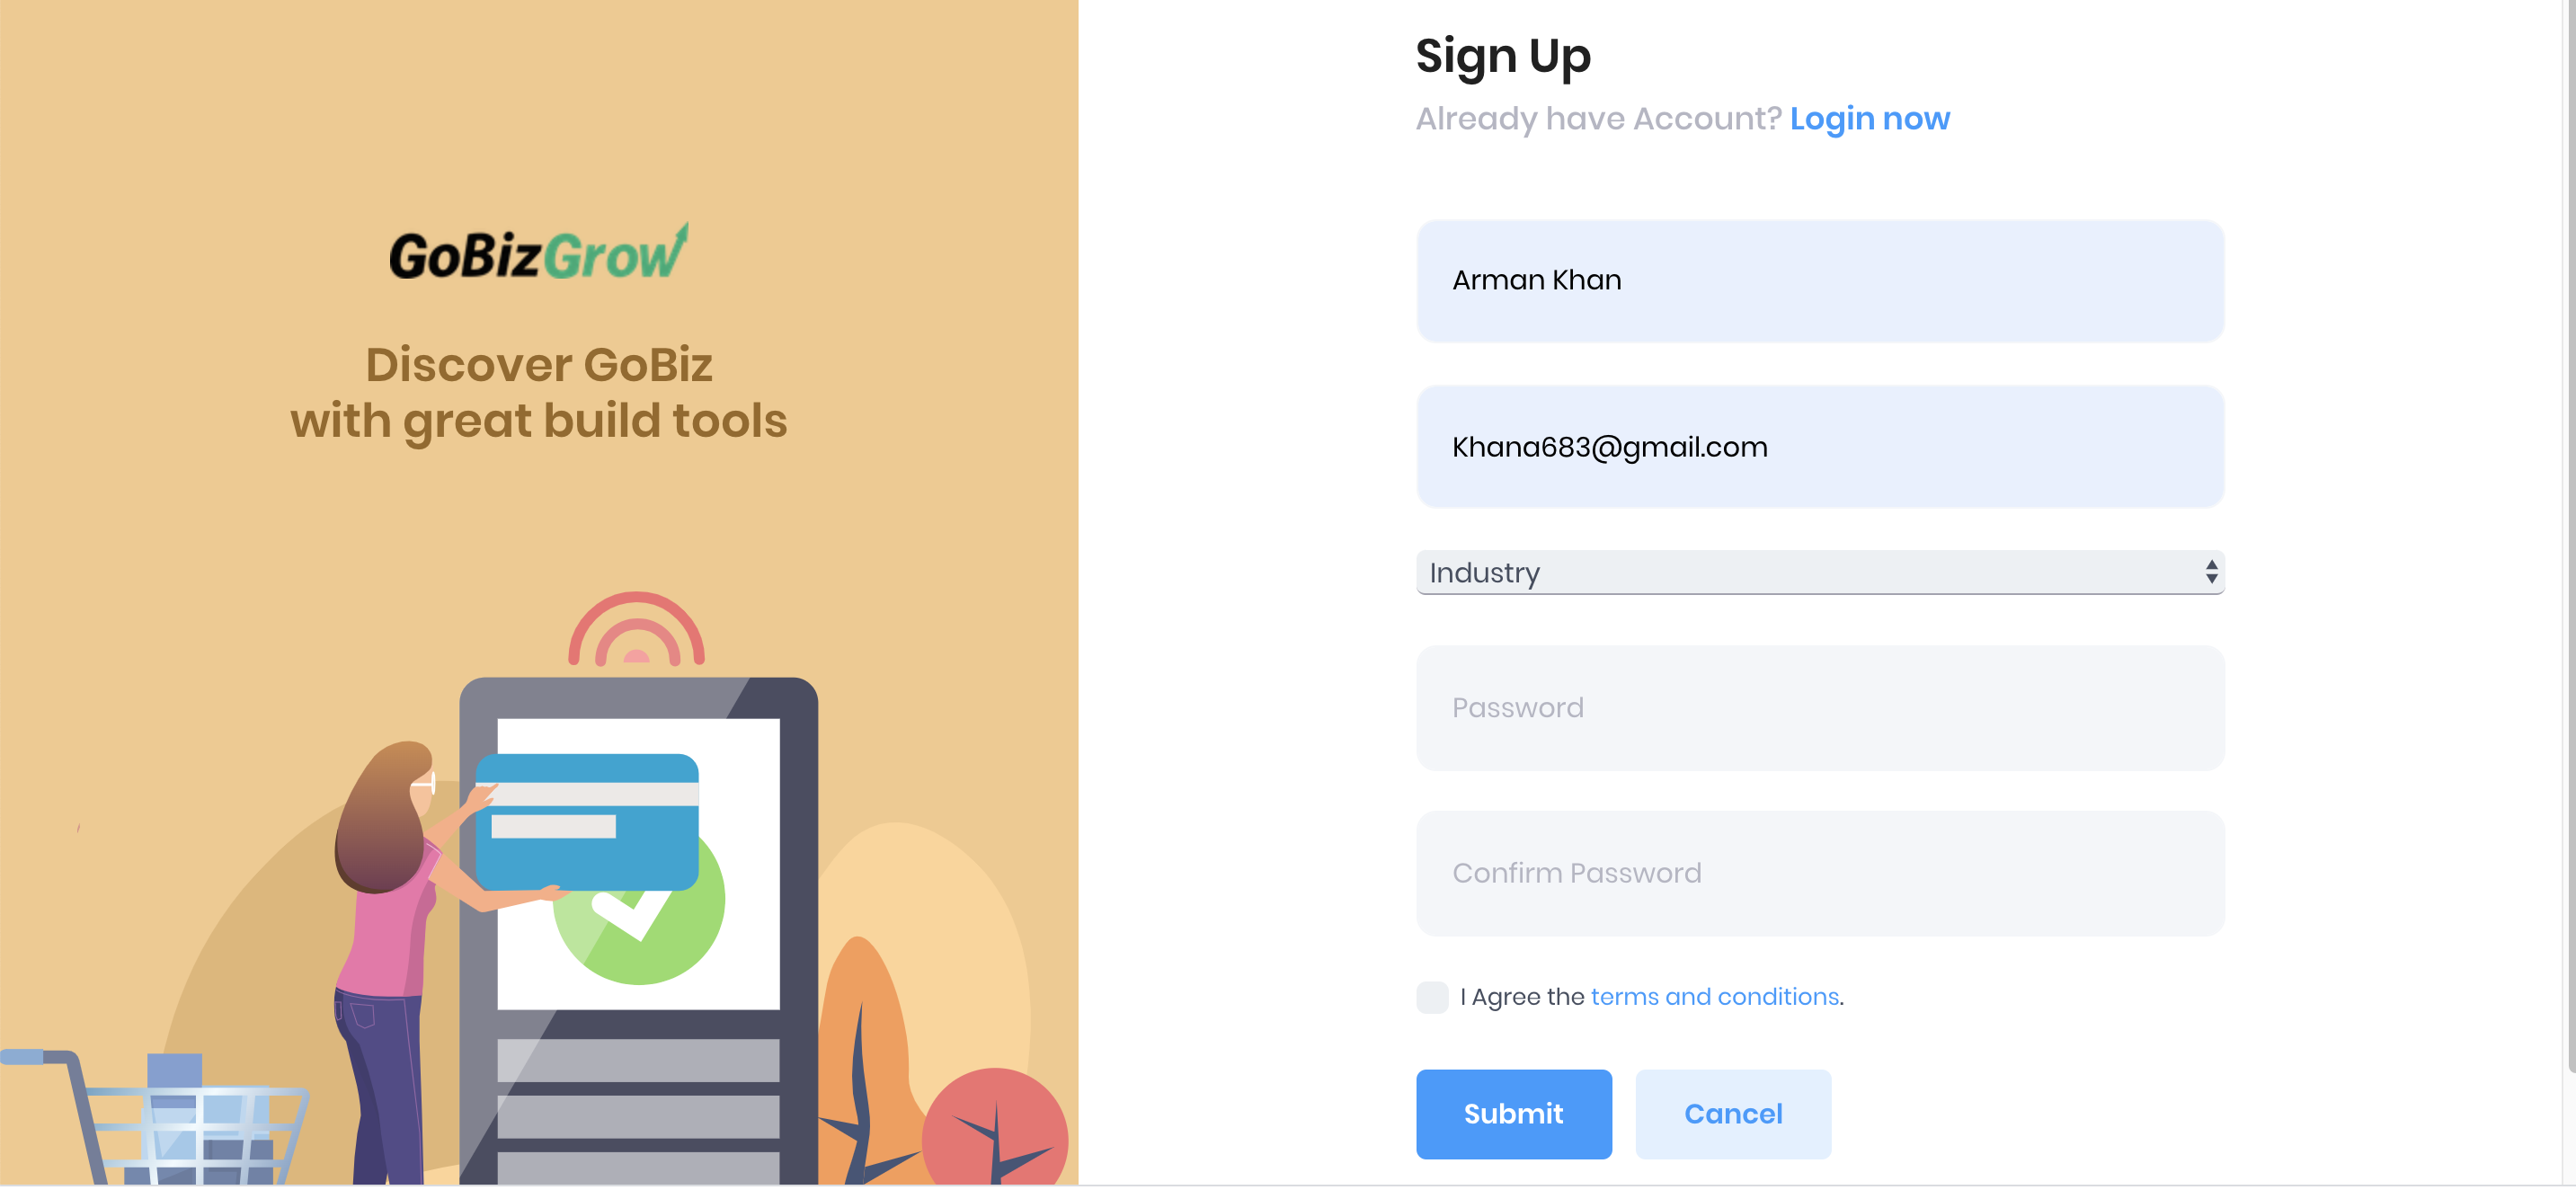 GoBizGrow
Discover GoBiz
with great build tools
Sign Up
Already have Account? Login now
Arman Khan
Khana683@gmail.com
Industry
Password
Confirm Password
I Agree the terms and conditions.
Submit
Cancel